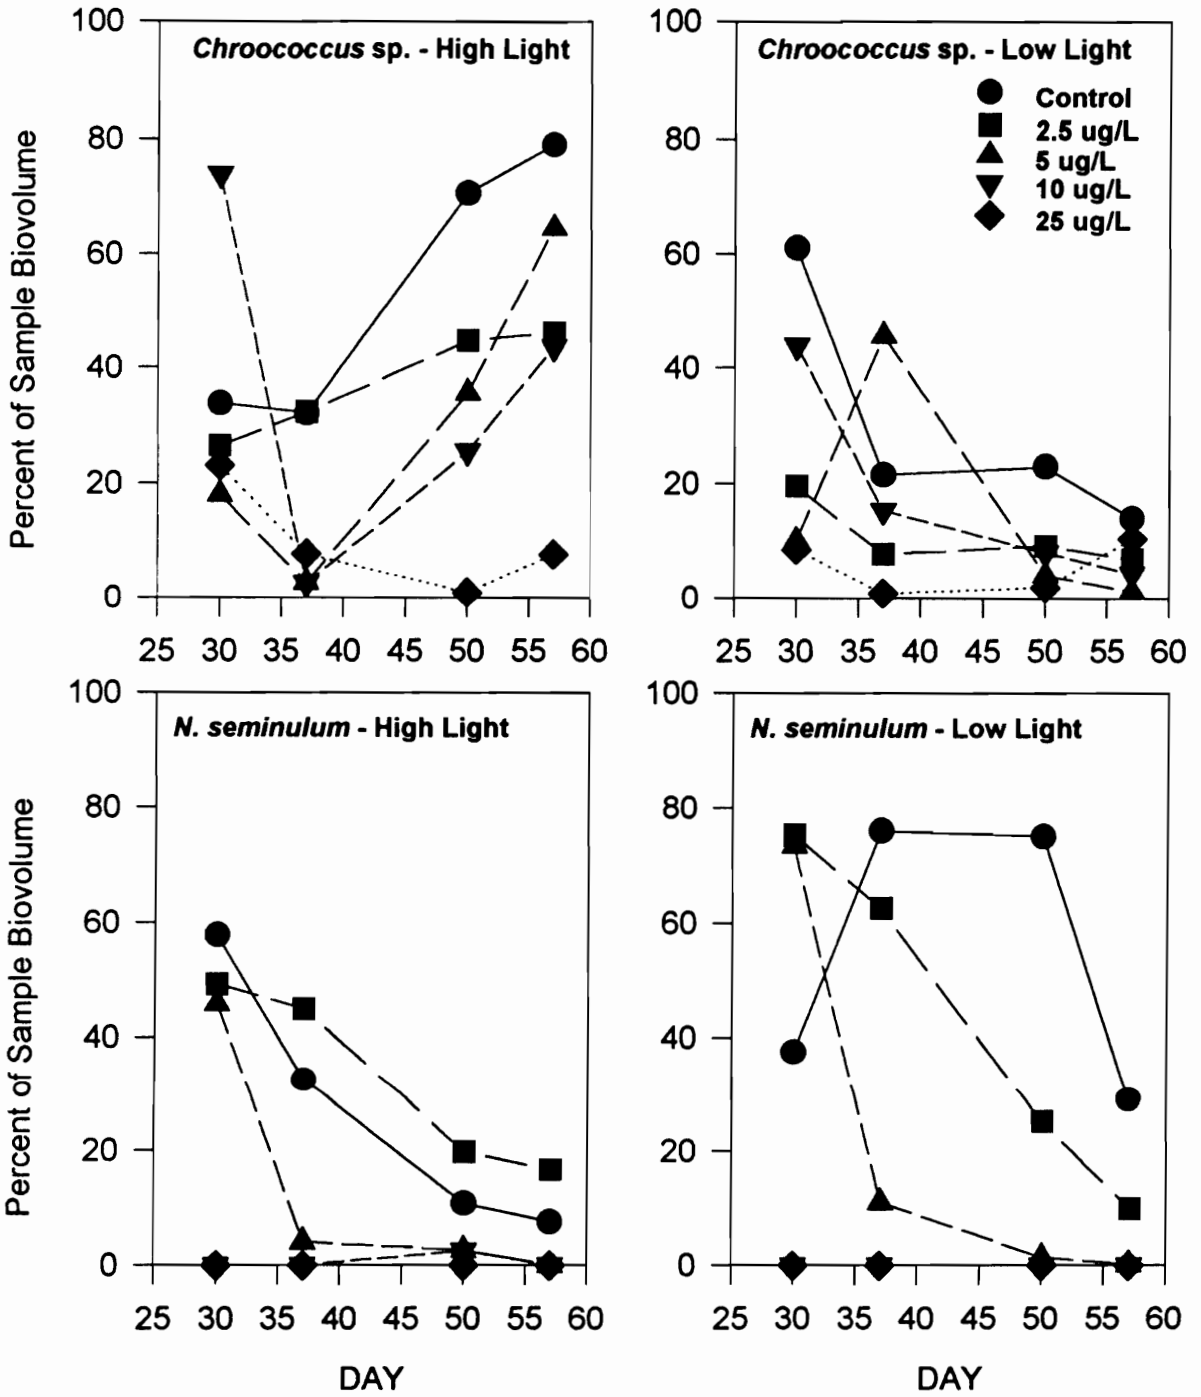 Percent of Sample Biovolume
100
80
60
40
20
0
Chroococcus sp. - High Light
25 30 35 40 45 50 55 60
100
80
60
40
20
0
Chroococcus sp. - Low Light
Control
2.5 ug/L
5 ug/L
10 ug/L
25 ug/L
25 30 35 40 45 50 55 60
Percent of Sample Biovolume
100
80
60
40
20
0
N. seminulum - High Light
25 30 35 40 45 50 55 60
DAY
100
80
60
40
20
0
N. seminulum - Low Light
25 30 35 40 45 50 55 60
DAY